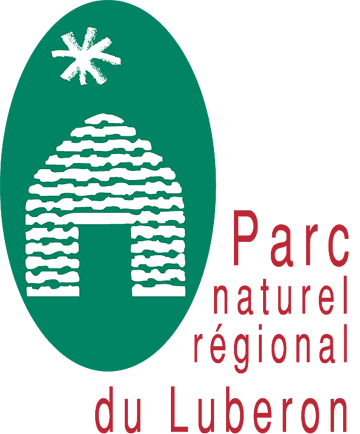 Parc
naturel
régional
du Luberon